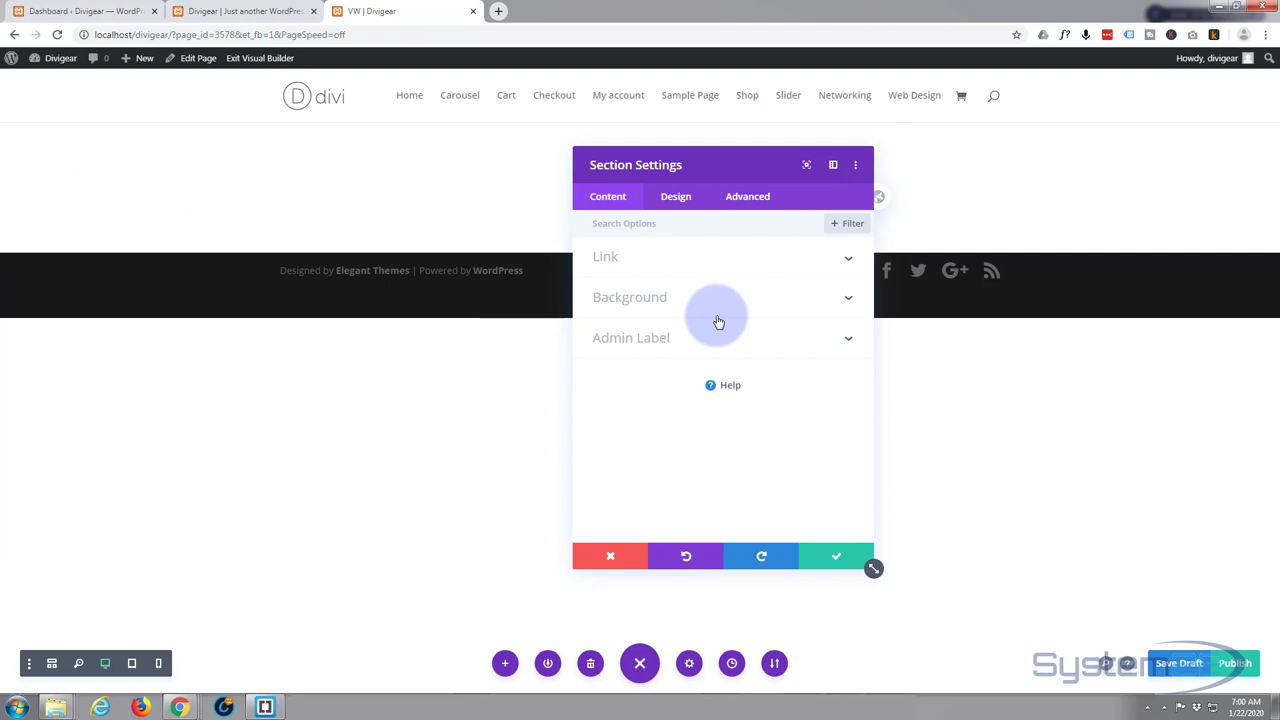 Dashboard ‹ Divigear — WordPr
Divigear | Just another WordPres
VW | Divigear
localhost/divigear/?page_id=3578&et_fb=1&PageSpeed=off
Divigear
0
New
Edit Page
Exit Visual Builder
Howdy, divigear
D divi
Home
Carousel
Cart
Checkout
My account
Sample Page
Shop
Slider
Networking
Web Design
Section Settings
Content
Design
Advanced
Search Options
+ Filter
Link
Background
Admin Label
Help
Designed by Elegant Themes | Powered by WordPress
Save Draft
Publish
7:00 AM
1/22/2020